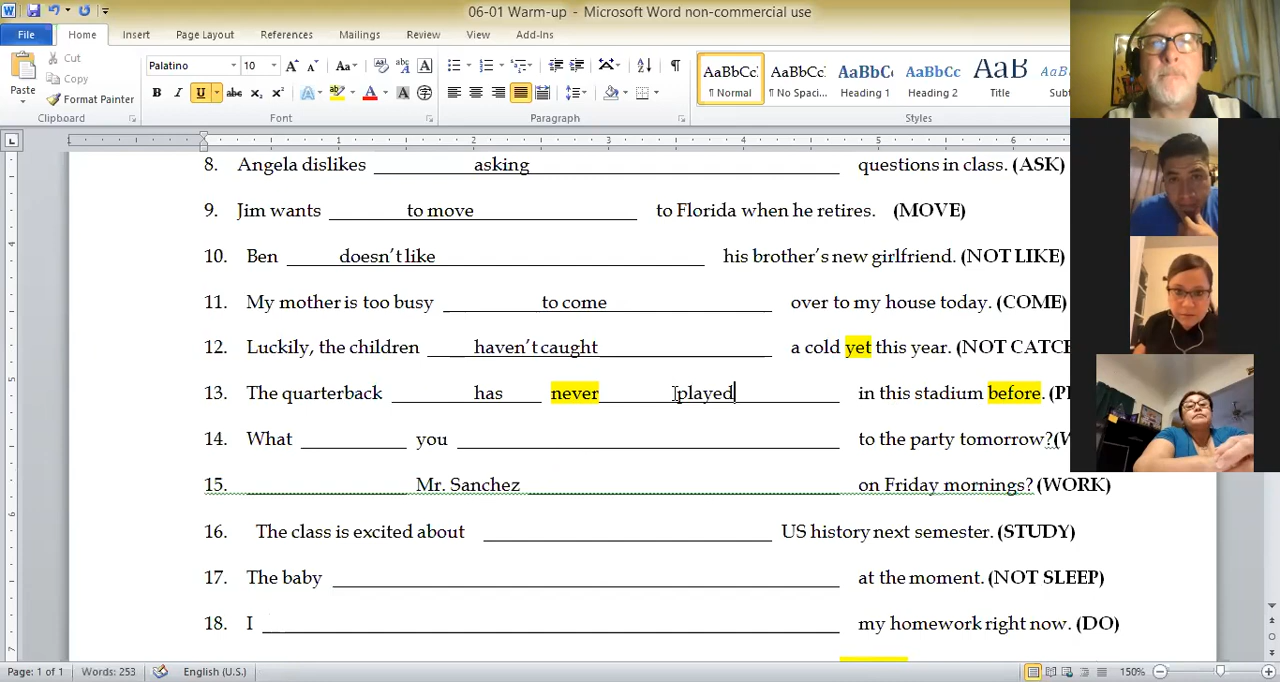 06-01 Warm-up - Microsoft Word non-commercial use
File Home Insert Page Layout References Mailings Review View Add-Ins
Paste Cut Copy Format Painter
Palatino 10
AaBbCc AaBbCc AaBbCc AaBbCc AaB
¶ Normal ¶ No Spaci... Heading 1 Heading 2 Title
Clipboard Font Paragraph Styles
1 2 3 4 5 6
8. Angela dislikes asking questions in class. (ASK)
9. Jim wants to move to Florida when he retires. (MOVE)
10. Ben doesn't like his brother's new girlfriend. (NOT LIKE)
11. My mother is too busy to come over to my house today. (COME)
12. Luckily, the children haven't caught a cold yet this year. (NOT CATC
13. The quarterback has never played in this stadium before. (P
14. What you to the party tomorrow?(
15. Mr. Sanchez on Friday mornings? (WORK)
16. The class is excited about US history next semester. (STUDY)
17. The baby at the moment. (NOT SLEEP)
18. I my homework right now. (DO)
Page: 1 of 1 Words: 253 English (U.S.) 150%